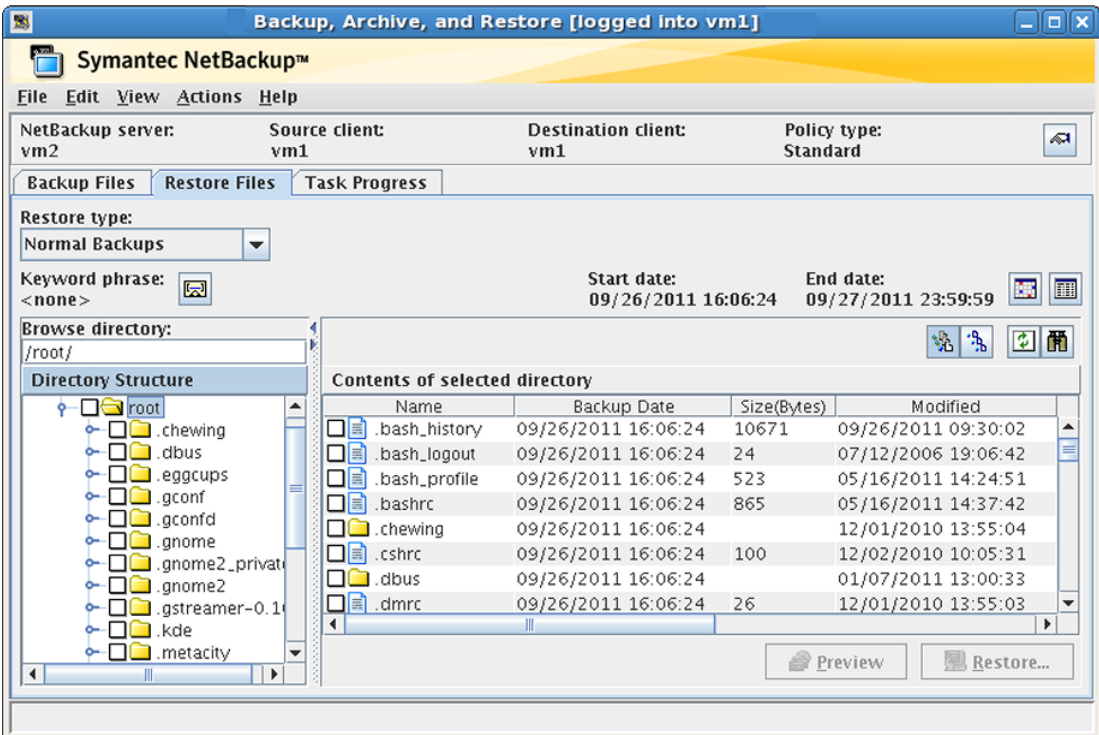 Backup, Archive, and Restore [logged into vm1]
Symantec NetBackup™
File Edit View Actions Help
NetBackup server: Source client: Destination client: Policy type:
vm2 vm1 vm1 Standard
Backup Files Restore Files Task Progress
Restore type:
Normal Backups
Keyword phrase: Start date: End date:
<none> 09/26/2011 16:06:24 09/27/2011 23:59:59
Browse directory:
/root/
Directory Structure
root
.chewing
.dbus
.eggcups
.gconf
.gconfd
.gnome
.gnome2_privat
.gnome2
.gstreamer-0.1
.kde
.metacity
Contents of selected directory
Name Backup Date Size(Bytes) Modified
.bash_history 09/26/2011 16:06:24 10671 09/26/2011 09:30:02
.bash_logout 09/26/2011 16:06:24 24 07/12/2006 19:06:42
.bash_profile 09/26/2011 16:06:24 523 05/16/2011 14:24:51
.bashrc 09/26/2011 16:06:24 865 05/16/2011 14:37:42
.chewing 09/26/2011 16:06:24 12/01/2010 13:55:04
.cshrc 09/26/2011 16:06:24 100 12/02/2010 10:05:31
.dbus 09/26/2011 16:06:24 01/07/2011 13:00:33
.dmrc 09/26/2011 16:06:24 26 12/01/2010 13:55:03
Preview Restore...